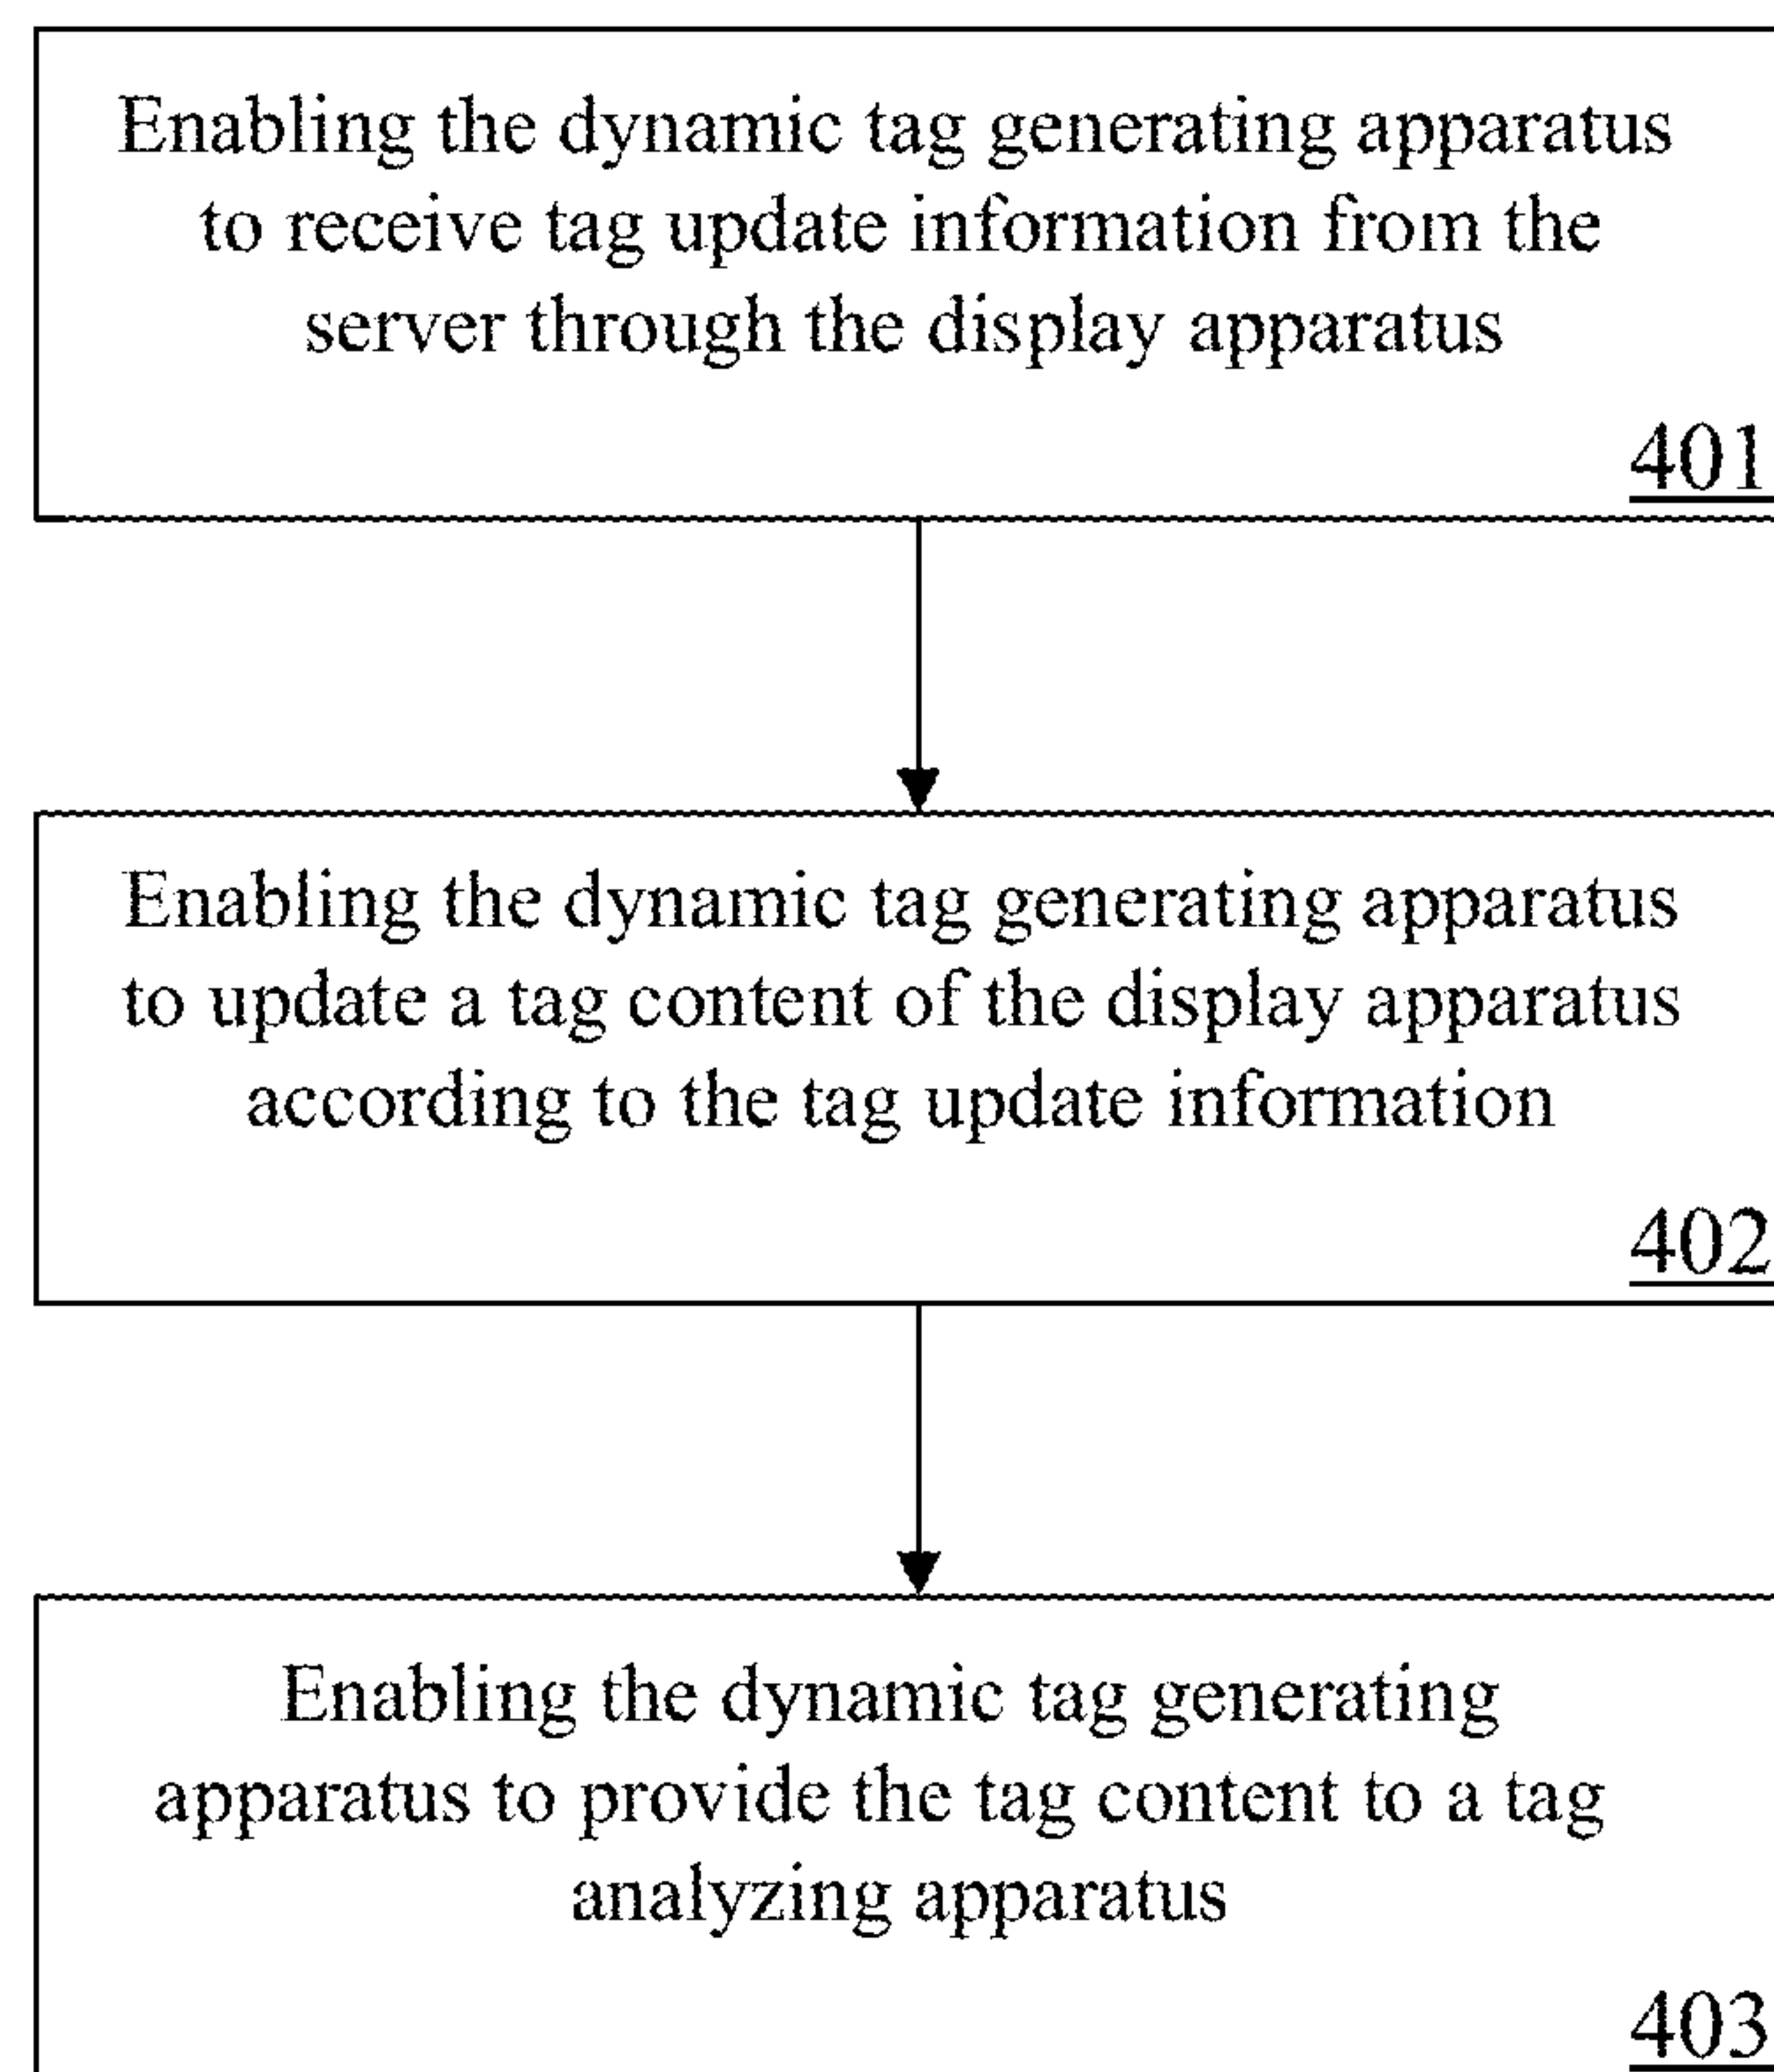 Enabling the dynamic tag generating apparatus
to receive tag update information from the
server through the display apparatus
401
Enabling the dynamic tag generating apparatus
to update a tag content of the display apparatus
according to the tag update information
402
Enabling the dynamic tag generating
apparatus to provide the tag content to a tag
analyzing apparatus
403